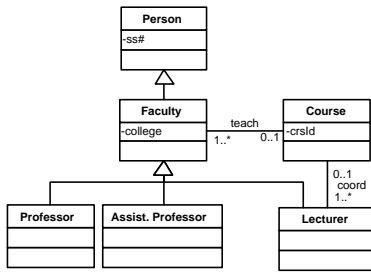 Person
-ss#
Faculty
-college
teach
1..*
0..1
Course
-crsId
0..1
coord
1..*
Professor
Assist. Professor
Lecturer